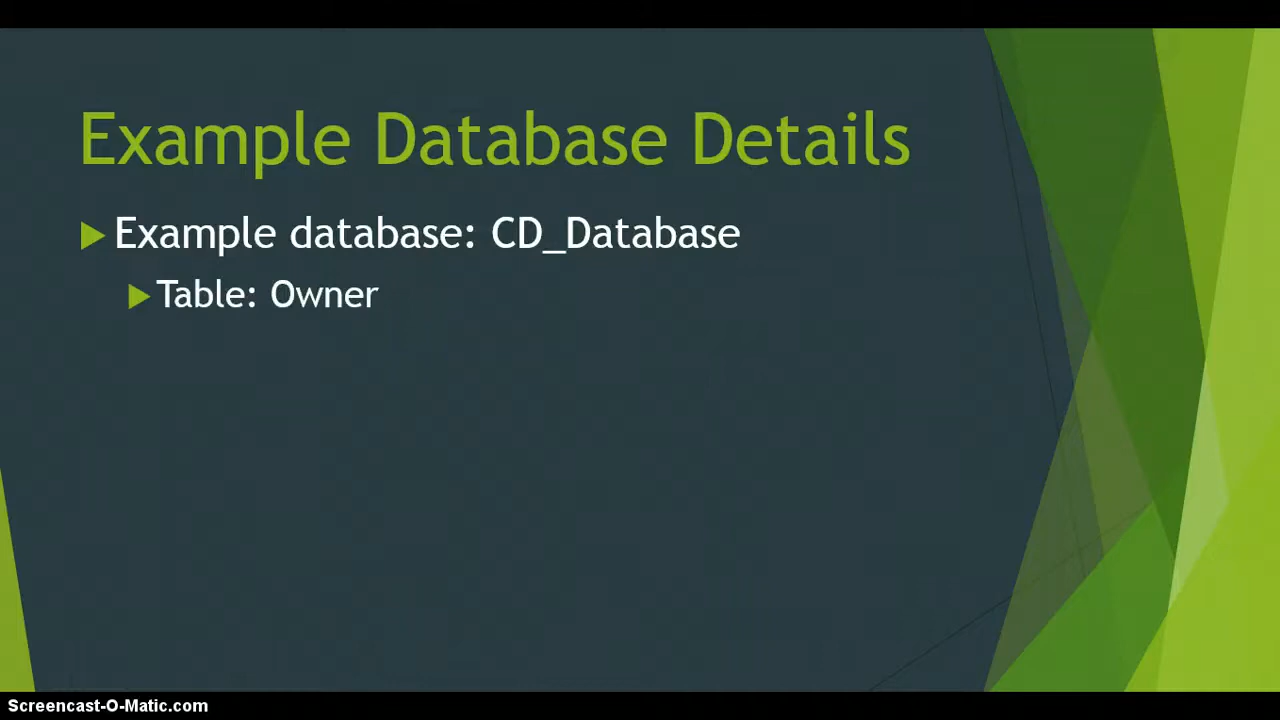 Example Database Details
Example database: CD_Database
Table: Owner
Screencast-O-Matic.com